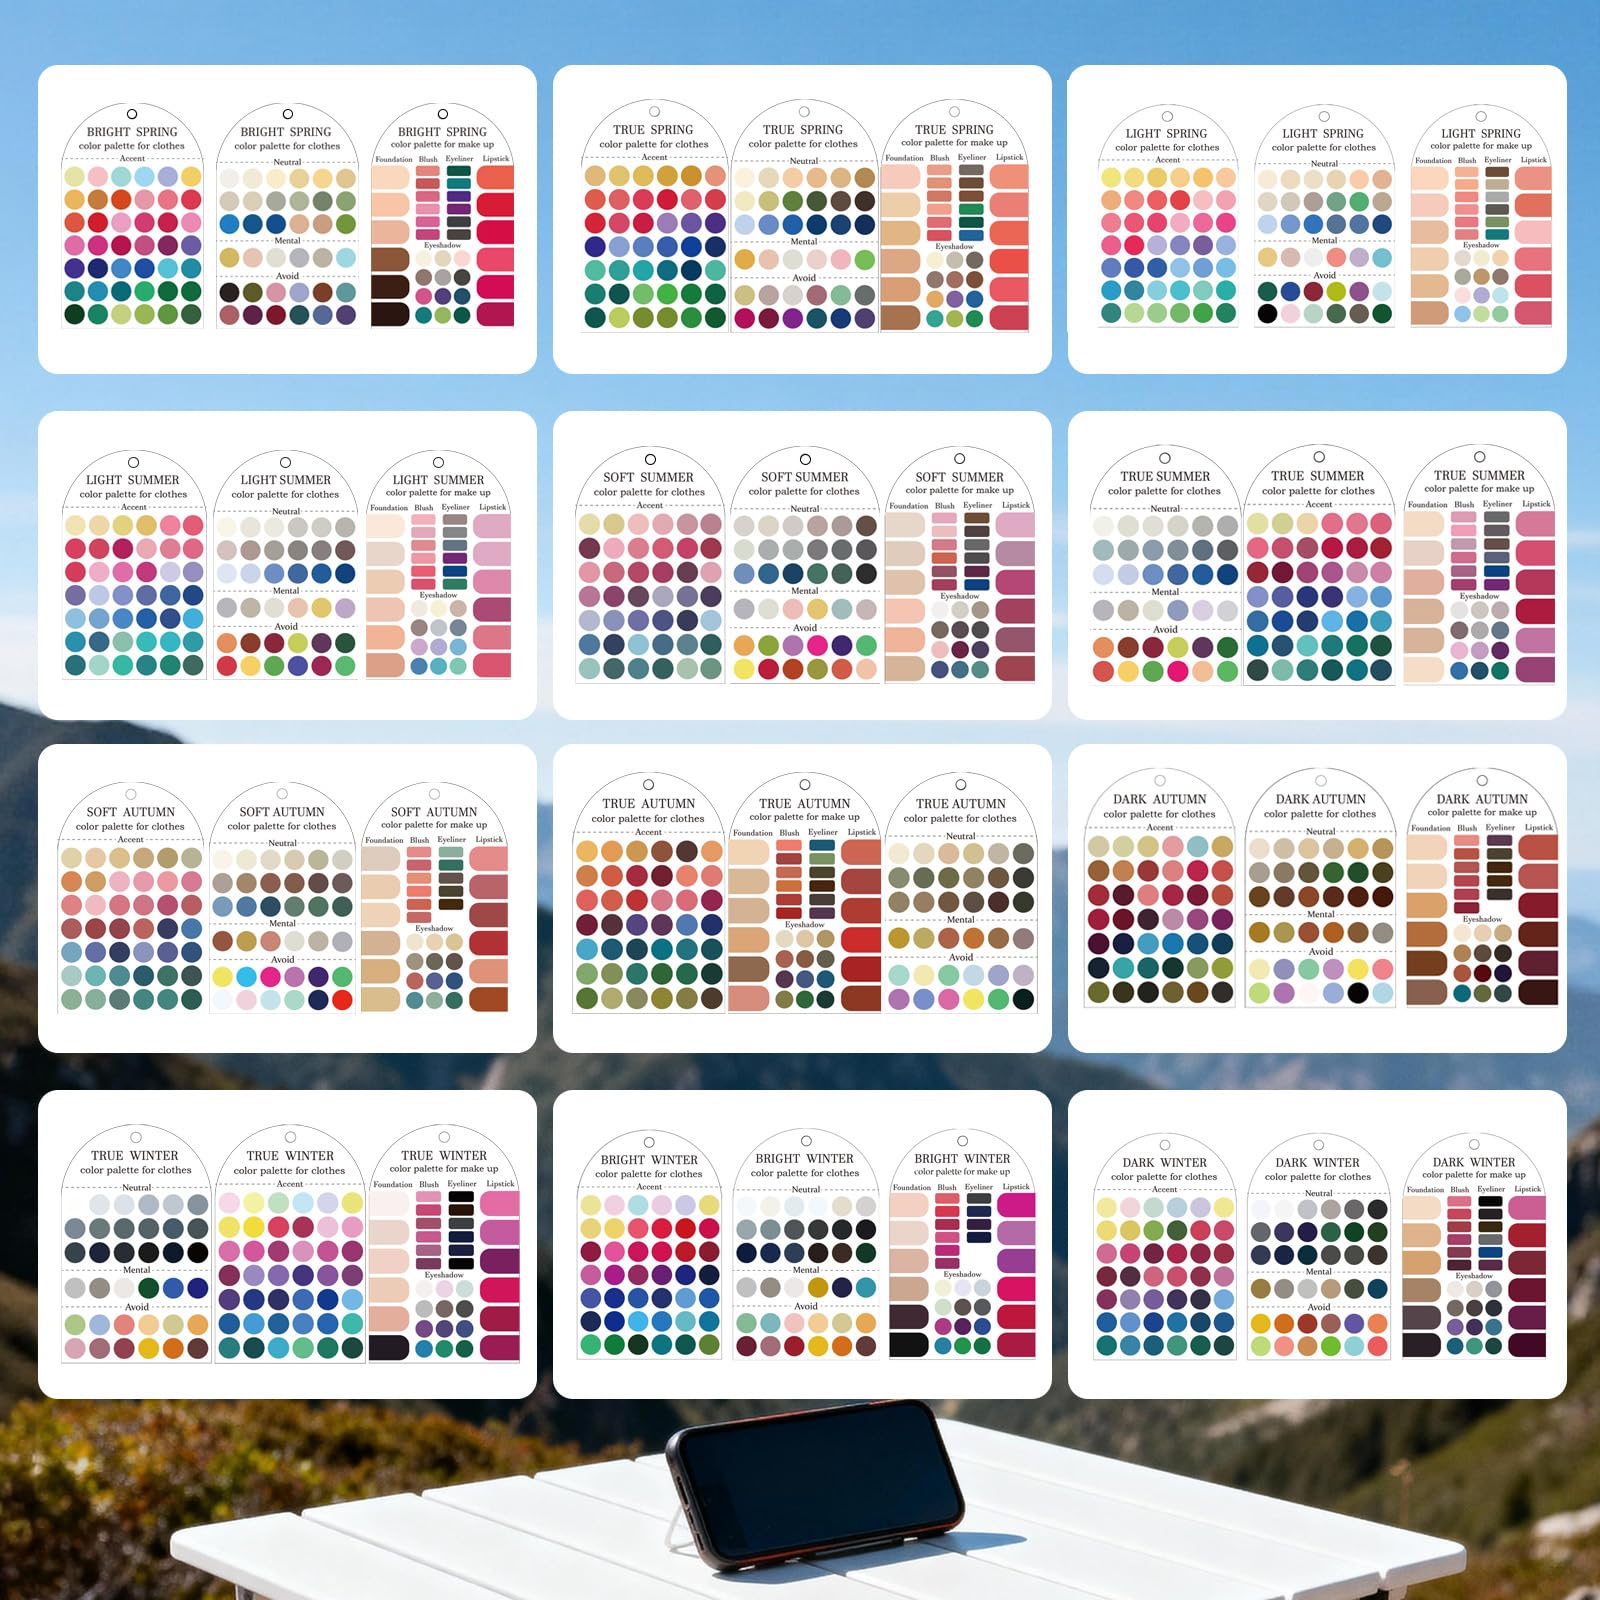 BRIGHT SPRING
color palette for clothes
Accent
BRIGHT SPRING
color palette for clothes
Neutral
Mental
Avoid
BRIGHT SPRING
color palette for make up
Foundation Blush Eyeliner Lipstick
Eyeshadow
TRUE SPRING
color palette for clothes
Accent
TRUE SPRING
color palette for clothes
Neutral
Mental
Avoid
TRUE SPRING
color palette for make up
Foundation Blush Eyeliner Lipstick
Eyeshadow
LIGHT SPRING
color palette for clothes
Accent
LIGHT SPRING
color palette for clothes
Neutral
Mental
Avoid
LIGHT SPRING
color palette for make up
Foundation Blush Eyeliner Lipstick
Eyeshadow
LIGHT SUMMER
color palette for clothes
Accent
LIGHT SUMMER
color palette for clothes
Neutral
Mental
Avoid
LIGHT SUMMER
color palette for make up
Foundation Blush Eyeliner Lipstick
Eyeshadow
SOFT SUMMER
color palette for clothes
Accent
SOFT SUMMER
color palette for clothes
Neutral
Mental
Avoid
SOFT SUMMER
color palette for make up
Foundation Blush Eyeliner Lipstick
Eyeshadow
TRUE SUMMER
color palette for clothes
Neutral
Mental
Avoid
TRUE SUMMER
color palette for clothes
Accent
TRUE SUMMER
color palette for make up
Foundation Blush Eyeliner Lipstick
Eyeshadow
SOFT AUTUMN
color palette for clothes
Accent
SOFT AUTUMN
color palette for clothes
Neutral
Mental
Avoid
SOFT AUTUMN
color palette for make up
Foundation Blush Eyeliner Lipstick
Eyeshadow
TRUE AUTUMN
color palette for clothes
Accent
TRUE AUTUMN
color palette for make up
Foundation Blush Eyeliner Lipstick
Eyeshadow
TRUE AUTUMN
color palette for clothes
Neutral
Mental
Avoid
DARK AUTUMN
color palette for clothes
Accent
DARK AUTUMN
color palette for clothes
Neutral
Mental
Avoid
DARK AUTUMN
color palette for make up
Foundation Blush Eyeliner Lipstick
Eyeshadow
TRUE WINTER
color palette for clothes
Neutral
Mental
Avoid
TRUE WINTER
color palette for clothes
Accent
TRUE WINTER
color palette for make up
Foundation Blush Eyeliner Lipstick
Eyeshadow
BRIGHT WINTER
color palette for clothes
Accent
BRIGHT WINTER
color palette for clothes
Neutral
Mental
Avoid
BRIGHT WINTER
color palette for make up
Foundation Blush Eyeliner Lipstick
Eyeshadow
DARK WINTER
color palette for clothes
Accent
DARK WINTER
color palette for clothes
Neutral
Mental
Avoid
DARK WINTER
color palette for make up
Foundation Blush Eyeliner Lipstick
Eyeshadow